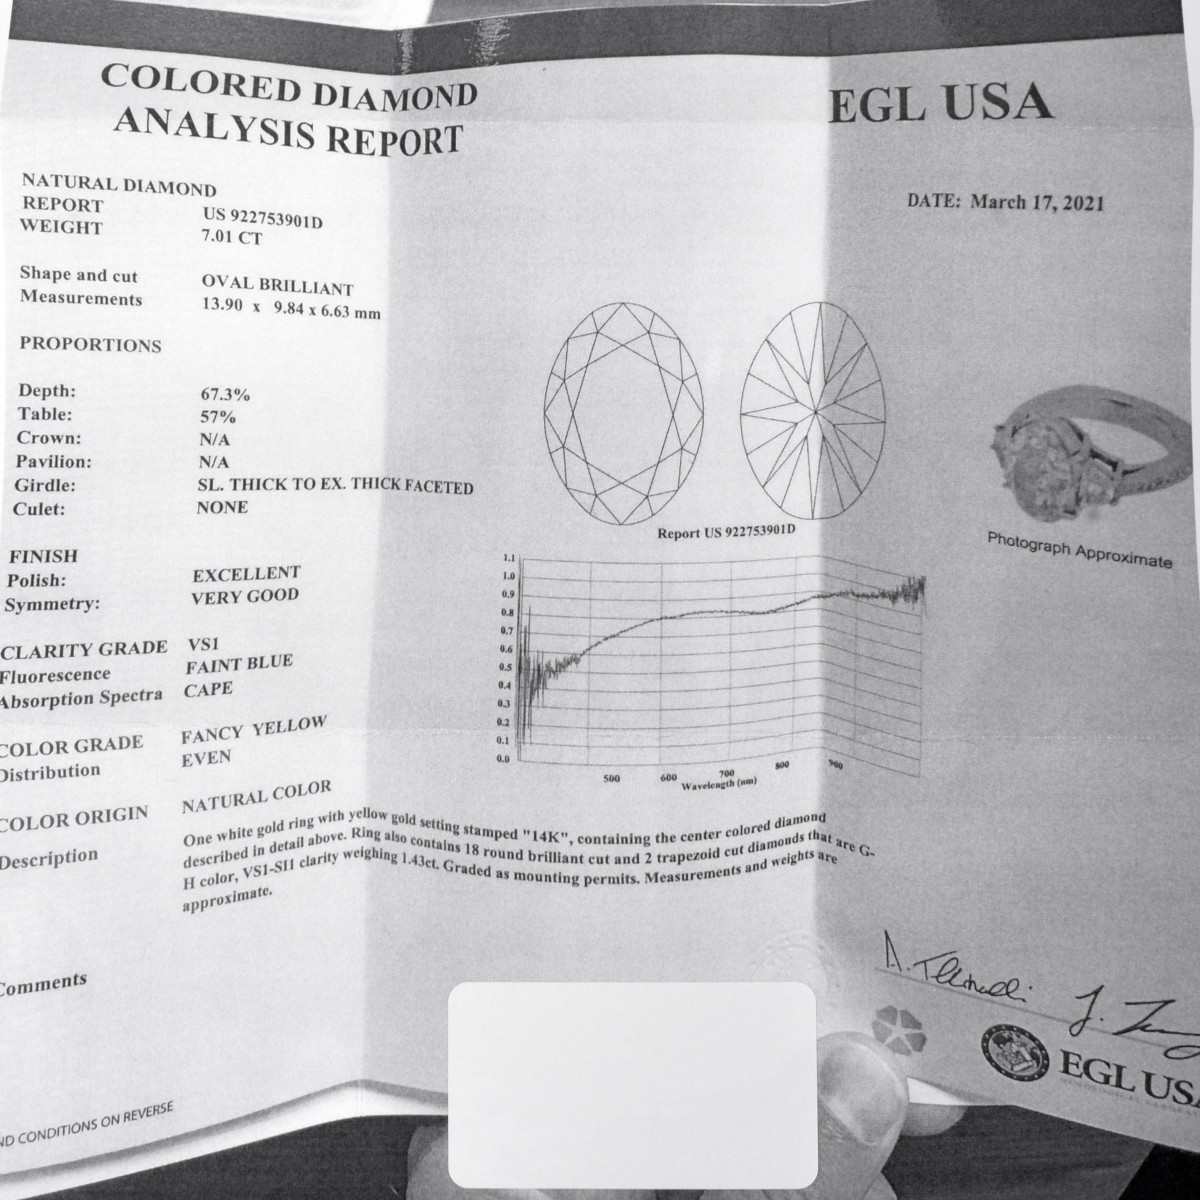 COLORED DIAMOND
ANALYSIS REPORT
EGL USA
DATE: March 17, 2021
NATURAL DIAMOND
REPORT US 922753901D
WEIGHT 7.01 CT
Shape and cut OVAL BRILLIANT
Measurements 13.90 x 9.84 x 6.63 mm
PROPORTIONS
Depth: 67.3%
Table: 57%
Crown: N/A
Pavilion: N/A
Girdle: SL. THICK TO EX. THICK FACETED
Culet: NONE
FINISH
Polish: EXCELLENT
Symmetry: VERY GOOD
CLARITY GRADE VS1
Fluorescence FAINT BLUE
Absorption Spectra CAPE
COLOR GRADE FANCY YELLOW
Distribution EVEN
COLOR ORIGIN NATURAL COLOR
Description One white gold ring with yellow gold setting stamped "14K", containing the center colored diamond
described in detail above. Ring also contains 18 round brilliant cut and 2 trapezoid cut diamonds that are G-
H color, VS1-SI1 clarity weighing 1.43ct. Graded as mounting permits. Measurements and weights are
approximate.
Comments
Report US 922753901D
1.1
1.0
0.9
0.8
0.7
0.6
0.5
0.4
0.3
0.2
0.1
0.0
500 600 700 800 900
Wavelength (nm)
Photograph Approximate
EGL USA
ND CONDITIONS ON REVERSE